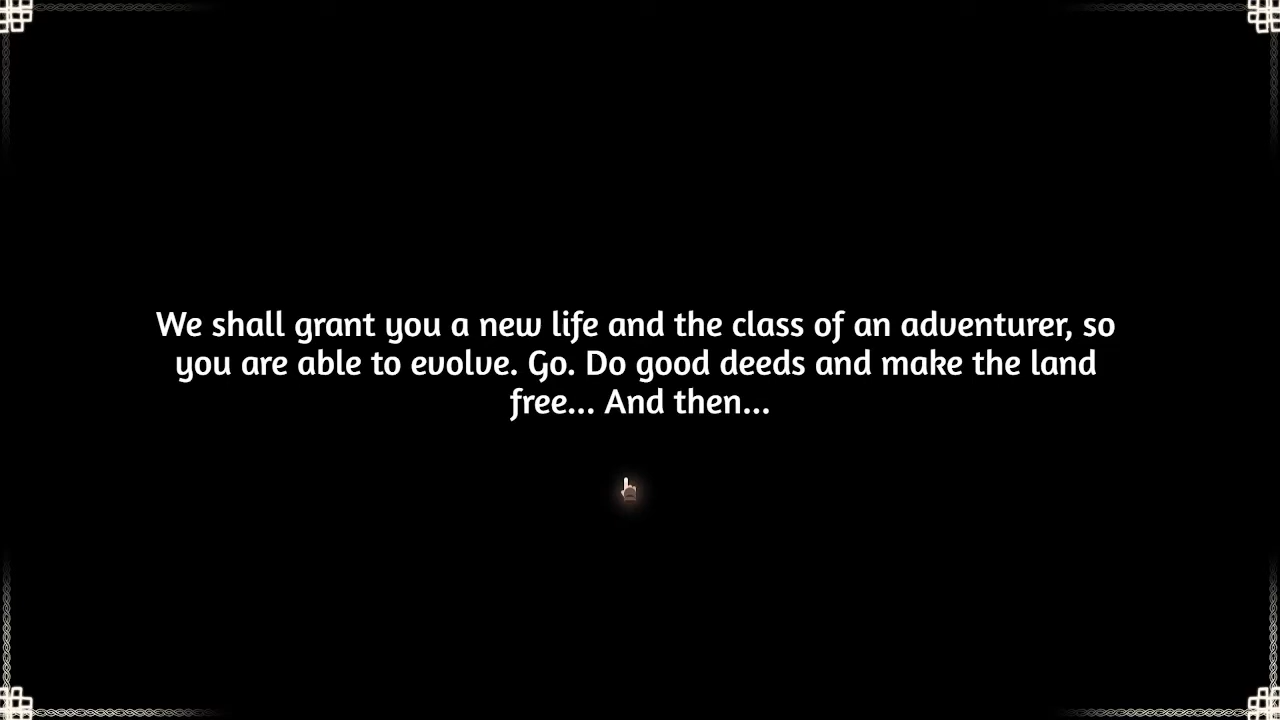 We shall grant you a new life and the class of an adventurer, so
you are able to evolve. Go. Do good deeds and make the land
free... And then...